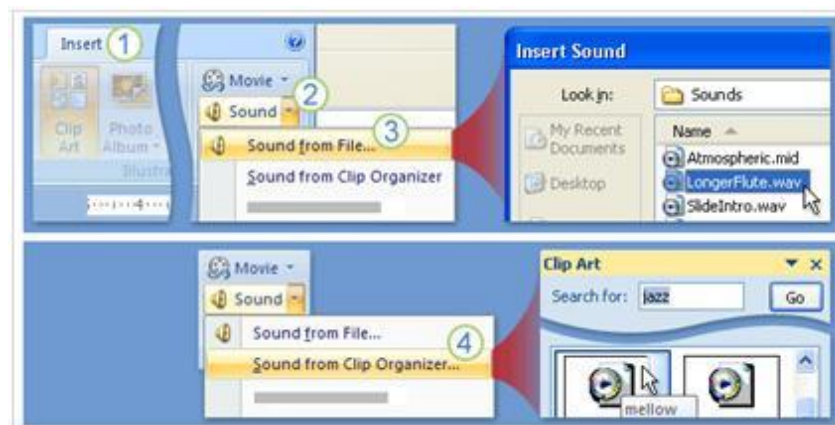 Insert 1
Clip Art
Photo Album
Movie
2
Sound
3
Sound from File...
Sound from Clip Organizer
Insert Sound
Look in:
Sounds
My Recent Documents
Desktop
Name
Atmospheric.mid
LongerFlute.wav
SlideIntro.wav
Movie
Sound
Sound from File...
4
Sound from Clip Organizer...
Clip Art
Search for:
jazz
Go
mellow